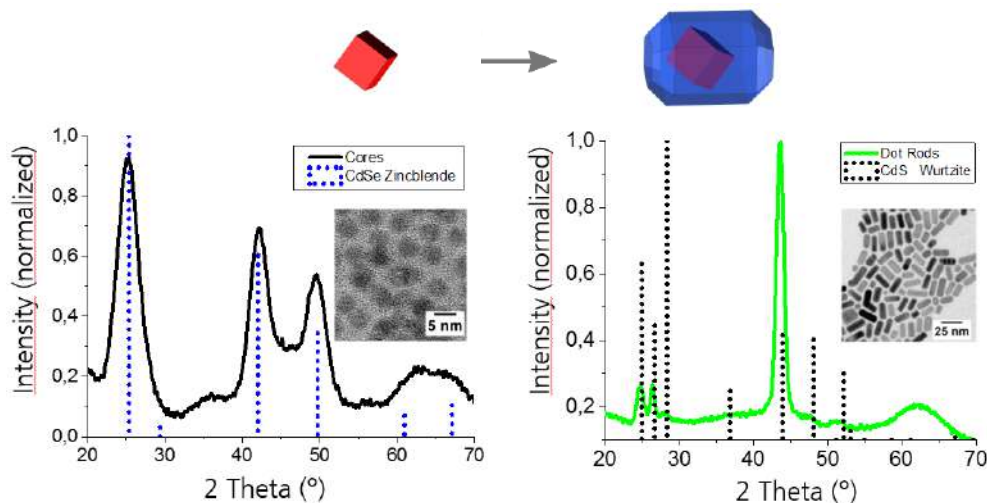 Intensity (normalized)
1,0
0,8
0,6
0,4
0,2
0,0
20
30
40
50
60
70
2 Theta (°)
Cores
CdSe Zincblende
5 nm
Intensity (normalized)
1,0
0,8
0,6
0,4
0,2
20
30
40
50
60
70
2 Theta (°)
Dot Rods
CdS Wurtzite
25 nm